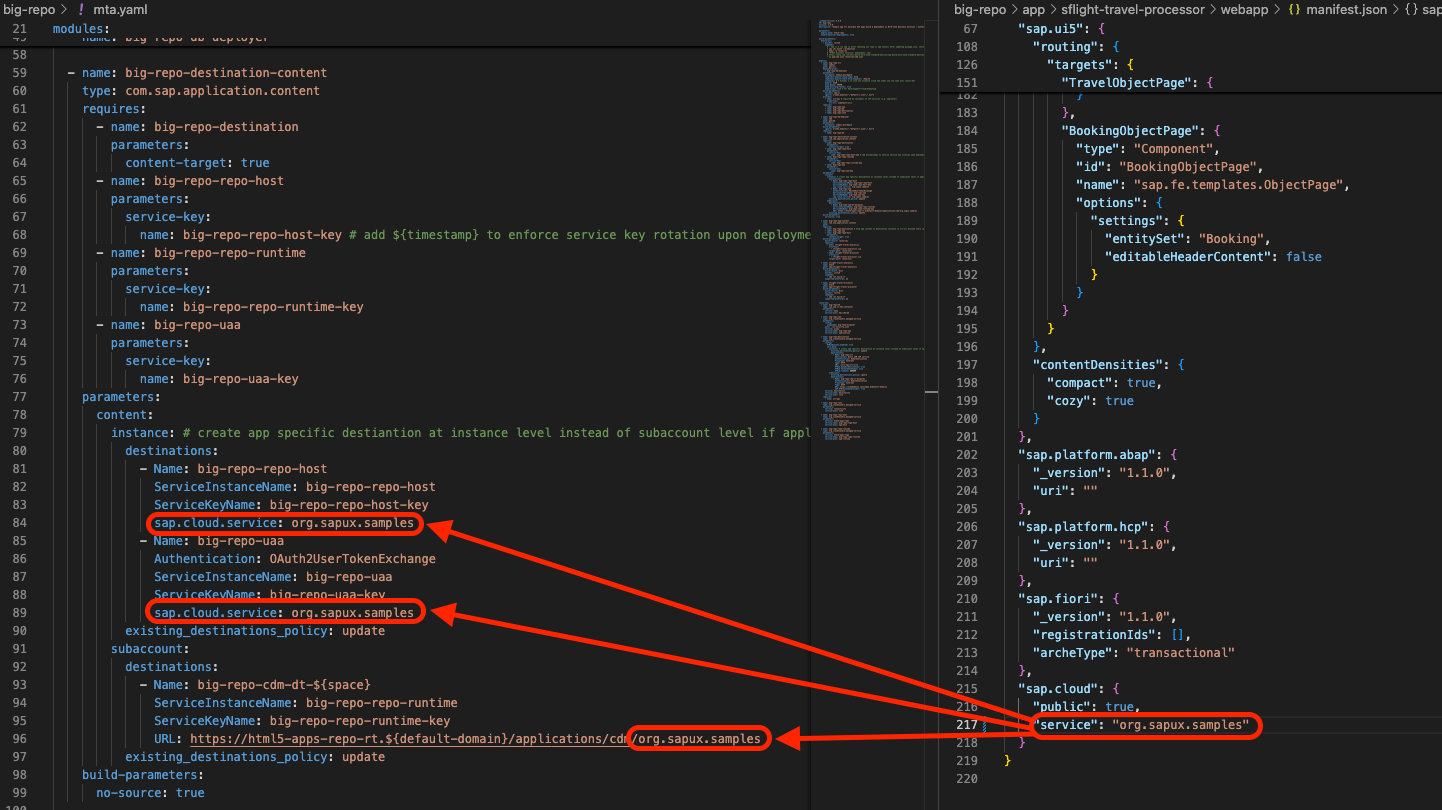 big-repo > ! mta.yaml
21 modules:
58
59 - name: big-repo-destination-content
60 type: com.sap.application.content
61 requires:
62 - name: big-repo-destination
63 parameters:
64 content-target: true
65 - name: big-repo-repo-host
66 parameters:
67 service-key:
68 name: big-repo-repo-host-key # add ${timestamp} to enforce service key rotation upon deployme
69 - name: big-repo-repo-runtime
70 parameters:
71 service-key:
72 name: big-repo-repo-runtime-key
73 - name: big-repo-uaa
74 parameters:
75 service-key:
76 name: big-repo-uaa-key
77 parameters:
78 content:
79 instance: # create app specific destiantion at instance level instead of subaccount level if appl
80 destinations:
81 - Name: big-repo-repo-host
82 ServiceInstanceName: big-repo-repo-host
83 ServiceKeyName: big-repo-repo-host-key
84 sap.cloud.service: org.sapux.samples
85 - Name: big-repo-uaa
86 Authentication: OAuth2UserTokenExchange
87 ServiceInstanceName: big-repo-uaa
88 ServiceKeyName: big-repo-uaa-key
89 sap.cloud.service: org.sapux.samples
90 existing_destinations_policy: update
91 subaccount:
92 destinations:
93 - Name: big-repo-cdm-dt-${space}
94 ServiceInstanceName: big-repo-repo-runtime
95 ServiceKeyName: big-repo-repo-runtime-key
96 URL: https://html5-apps-repo-rt.${default-domain}/applications/cdm/org.sapux.samples
97 existing_destinations_policy: update
98 build-parameters:
99 no-source: true
big-repo > app > sflight-travel-processor > webapp > {} manifest.json > {} sap
67 "sap.ui5": {
108 "routing": {
126 "targets": {
151 "TravelObjectPage": {
182 }
183 },
184 "BookingObjectPage": {
185 "type": "Component",
186 "id": "BookingObjectPage",
187 "name": "sap.fe.templates.ObjectPage",
188 "options": {
189 "settings": {
190 "entitySet": "Booking",
191 "editableHeaderContent": false
192 }
193 }
194 }
195 }
196 },
197 "contentDensities": {
198 "compact": true,
199 "cozy": true
200 }
201 },
202 "sap.platform.abap": {
203 "_version": "1.1.0",
204 "uri": ""
205 },
206 "sap.platform.hcp": {
207 "_version": "1.1.0",
208 "uri": ""
209 },
210 "sap.fiori": {
211 "_version": "1.1.0",
212 "registrationIds": [],
213 "archeType": "transactional"
214 },
215 "sap.cloud": {
216 "public": true,
217 "service": "org.sapux.samples"
218 }
219 }
220